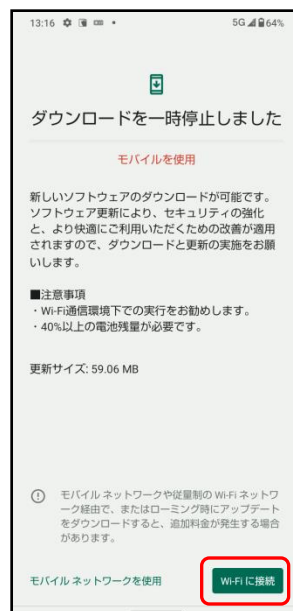 13:16 5G 64%
ダウンロードを一時停止しました
モバイルを使用
新しいソフトウェアのダウンロードが可能です。
ソフトウェア更新により、セキュリティの強化
と、より快適にご利用いただくための改善が適用
されますので、ダウンロードと更新の実施をお願
いします。
■注意事項
・Wi-Fi通信環境下での実行をお勧めします。
・40%以上の電池残量が必要です。
更新サイズ: 59.06 MB
モバイル ネットワークや従量制の Wi-Fi ネットワ
ーク経由で、またはローミング時にアップデート
をダウンロードすると、追加料金が発生する場合
があります。
モバイル ネットワークを使用
Wi-Fi に接続